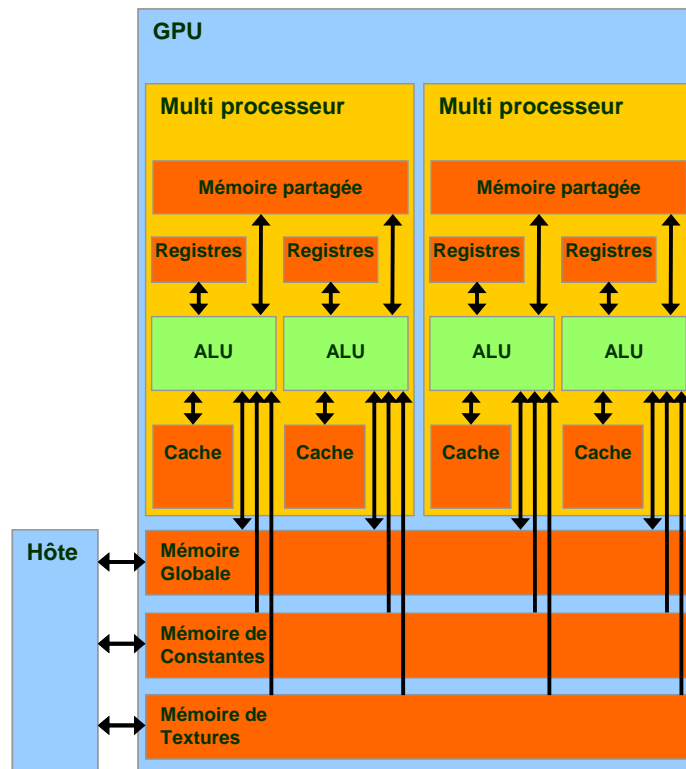 GPU
Multi processeur
Multi processeur
Mémoire partagée
Mémoire partagée
Registres
Registres
Registres
Registres
ALU
ALU
ALU
ALU
Cache
Cache
Cache
Cache
Hôte
Mémoire
Globale
Mémoire de
Constantes
Mémoire de
Textures